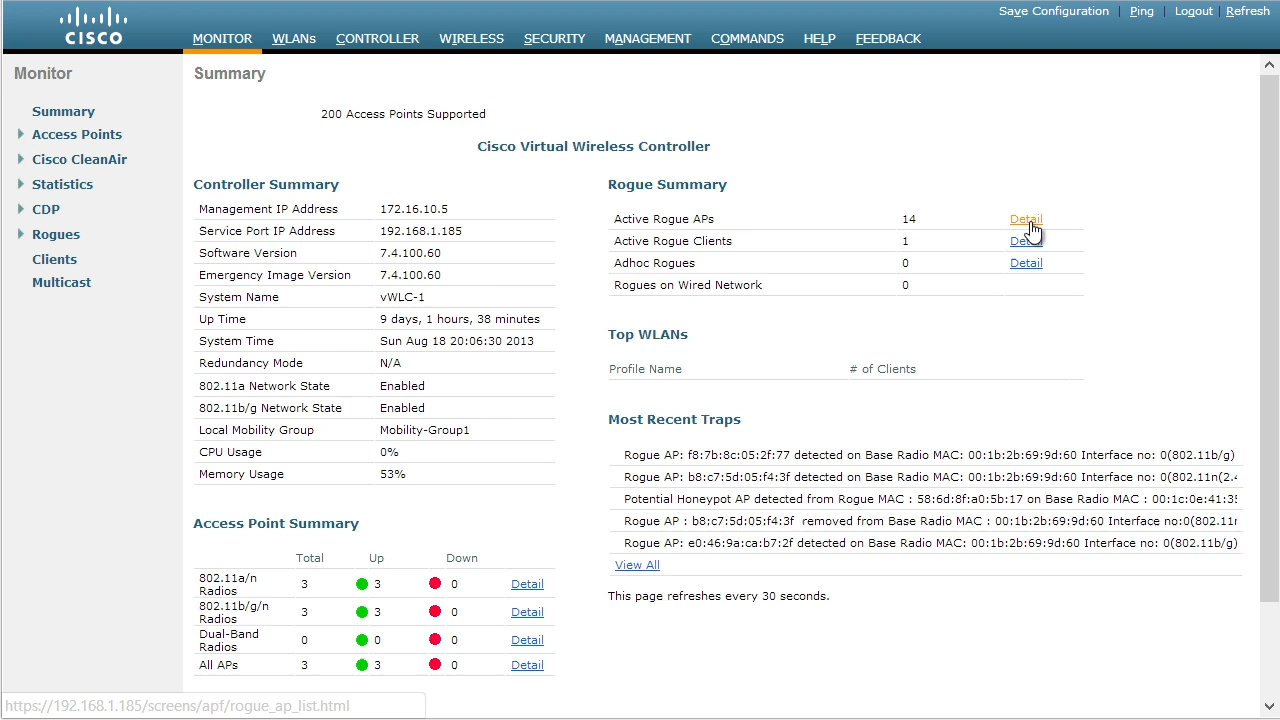 Save Configuration | Ping | Logout | Refresh
CISCO
MONITOR WLANs CONTROLLER WIRELESS SECURITY MANAGEMENT COMMANDS HELP FEEDBACK
Monitor
Summary
Access Points
Cisco CleanAir
Statistics
CDP
Rogues
Clients
Multicast
Summary
200 Access Points Supported
Cisco Virtual Wireless Controller
Controller Summary
Management IP Address 172.16.10.5
Service Port IP Address 192.168.1.185
Software Version 7.4.100.60
Emergency Image Version 7.4.100.60
System Name vWLC-1
Up Time 9 days, 1 hours, 38 minutes
System Time Sun Aug 18 20:06:30 2013
Redundancy Mode N/A
802.11a Network State Enabled
802.11b/g Network State Enabled
Local Mobility Group Mobility-Group1
CPU Usage 0%
Memory Usage 53%
Access Point Summary
Total Up Down
802.11a/n Radios 3 3 0 Detail
802.11b/g/n Radios 3 3 0 Detail
Dual-Band Radios 0 0 0 Detail
All APs 3 3 0 Detail
Rogue Summary
Active Rogue APs 14 Detail
Active Rogue Clients 1 Detail
Adhoc Rogues 0 Detail
Rogues on Wired Network 0
Top WLANs
Profile Name # of Clients
Most Recent Traps
Rogue AP: f8:7b:8c:05:2f:77 detected on Base Radio MAC: 00:1b:2b:69:9d:60 Interface no: 0(802.11b/g)
Rogue AP: b8:c7:5d:05:f4:3f detected on Base Radio MAC: 00:1b:2b:69:9d:60 Interface no: 0(802.11n(2.4
Potential Honeypot AP detected from Rogue MAC : 58:6d:8f:a0:5b:17 on Base Radio MAC : 00:1c:0e:41:35
Rogue AP : b8:c7:5d:05:f4:3f removed from Base Radio MAC : 00:1b:2b:69:9d:60 Interface no:0(802.11n
Rogue AP: e0:46:9a:ca:b7:2f detected on Base Radio MAC: 00:1b:2b:69:9d:60 Interface no: 0(802.11b/g)
View All
This page refreshes every 30 seconds.
https://192.168.1.185/screens/apf/rogue_ap_list.html